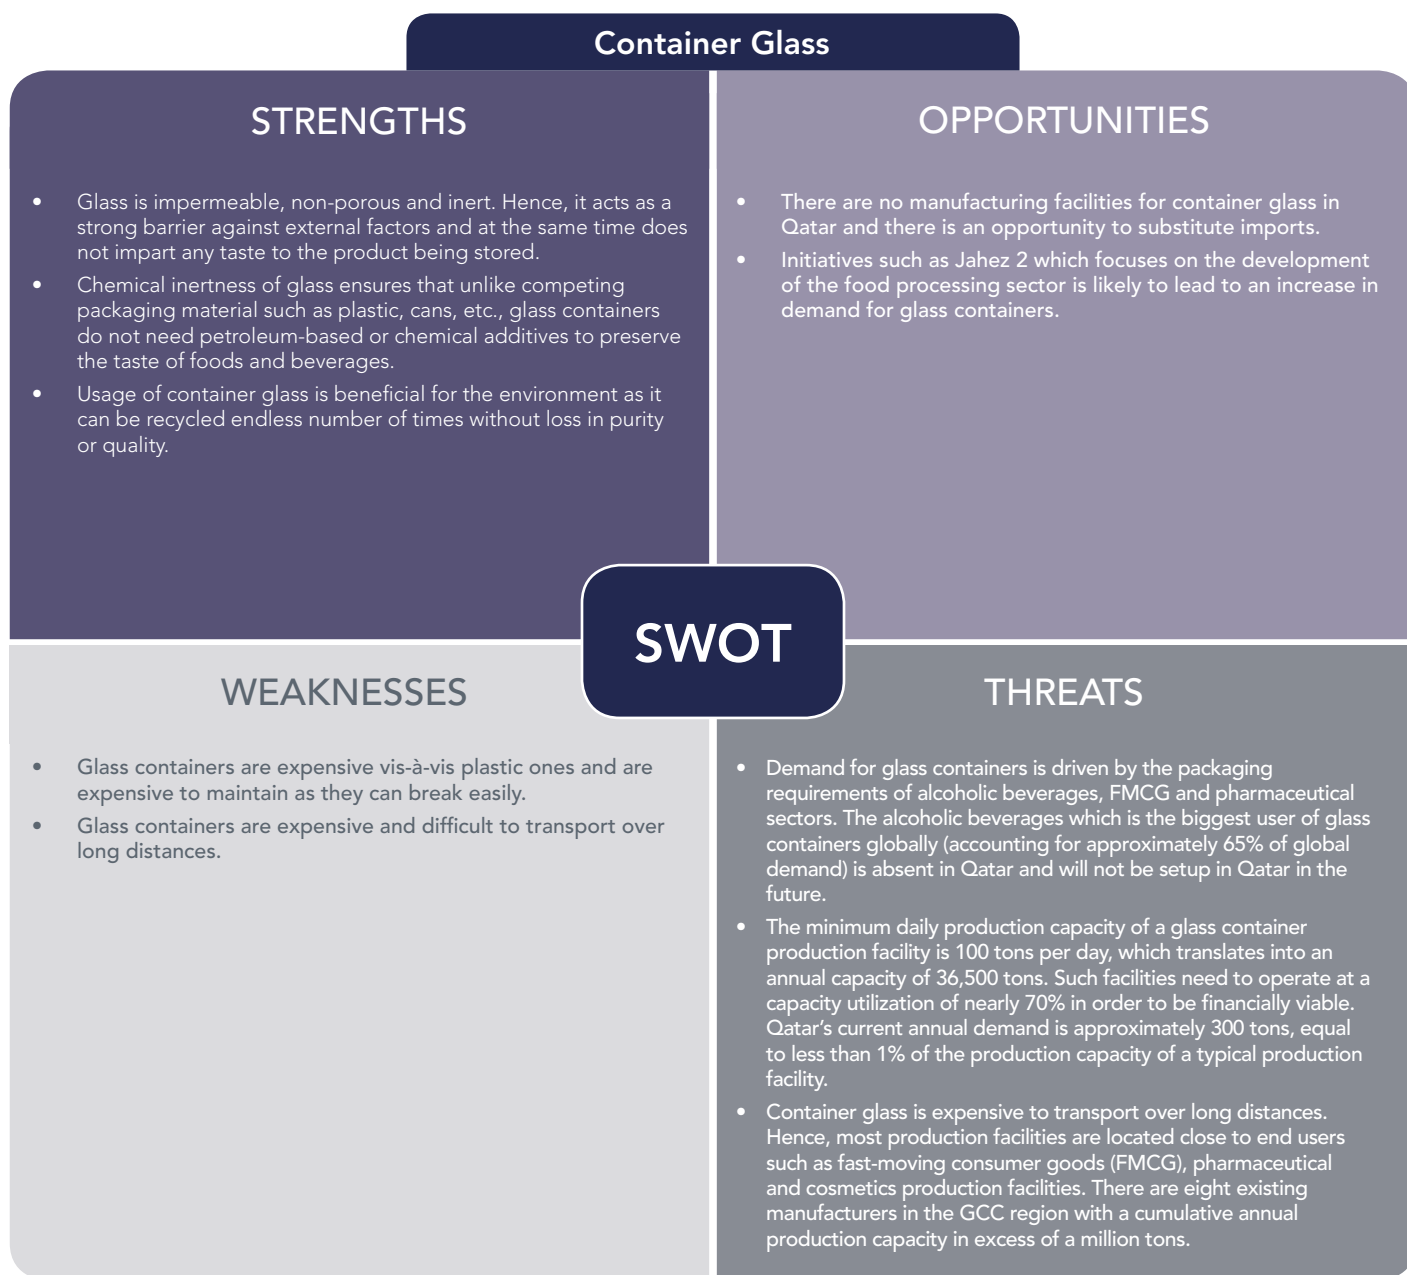 Container Glass
STRENGTHS
• Glass is impermeable, non-porous and inert. Hence, it acts as a
strong barrier against external factors and at the same time does
not impart any taste to the product being stored.
• Chemical inertness of glass ensures that unlike competing
packaging material such as plastic, cans, etc., glass containers
do not need petroleum-based or chemical additives to preserve
the taste of foods and beverages.
• Usage of container glass is beneficial for the environment as it
can be recycled endless number of times without loss in purity
or quality.
OPPORTUNITIES
• There are no manufacturing facilities for container glass in
Qatar and there is an opportunity to substitute imports.
• Initiatives such as Jahez 2 which focuses on the development
of the food processing sector is likely to lead to an increase in
demand for glass containers.
SWOT
WEAKNESSES
• Glass containers are expensive vis-à-vis plastic ones and are
expensive to maintain as they can break easily.
• Glass containers are expensive and difficult to transport over
long distances.
THREATS
• Demand for glass containers is driven by the packaging
requirements of alcoholic beverages, FMCG and pharmaceutical
sectors. The alcoholic beverages which is the biggest user of glass
containers globally (accounting for approximately 65% of global
demand) is absent in Qatar and will not be setup in Qatar in the
future.
• The minimum daily production capacity of a glass container
production facility is 100 tons per day, which translates into an
annual capacity of 36,500 tons. Such facilities need to operate at a
capacity utilization of nearly 70% in order to be financially viable.
Qatar’s current annual demand is approximately 300 tons, equal
to less than 1% of the production capacity of a typical production
facility.
• Container glass is expensive to transport over long distances.
Hence, most production facilities are located close to end users
such as fast-moving consumer goods (FMCG), pharmaceutical
and cosmetics production facilities. There are eight existing
manufacturers in the GCC region with a cumulative annual
production capacity in excess of a million tons.